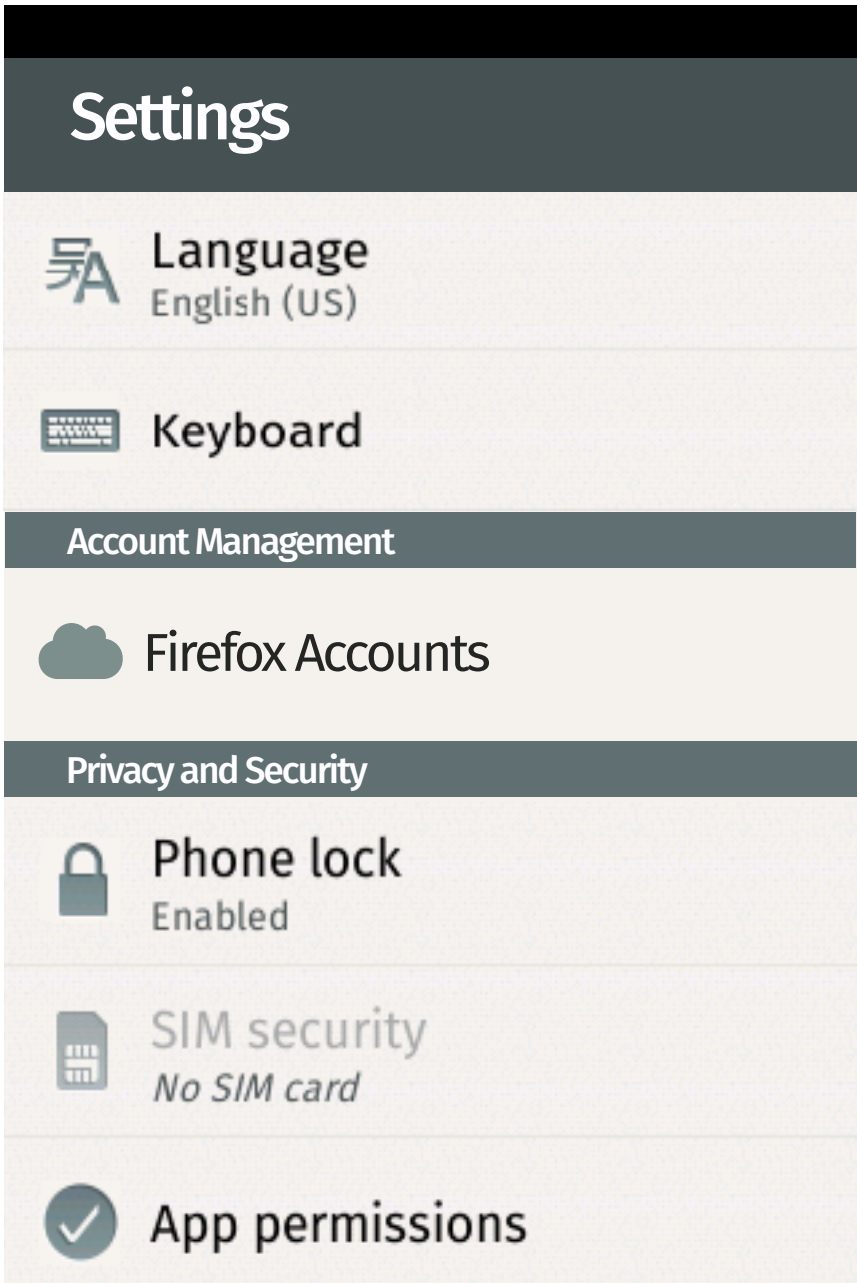 Settings
Language
English (US)
Keyboard
Account Management
Firefox Accounts
Privacy and Security
Phone lock
Enabled
SIM security
No SIM card
App permissions